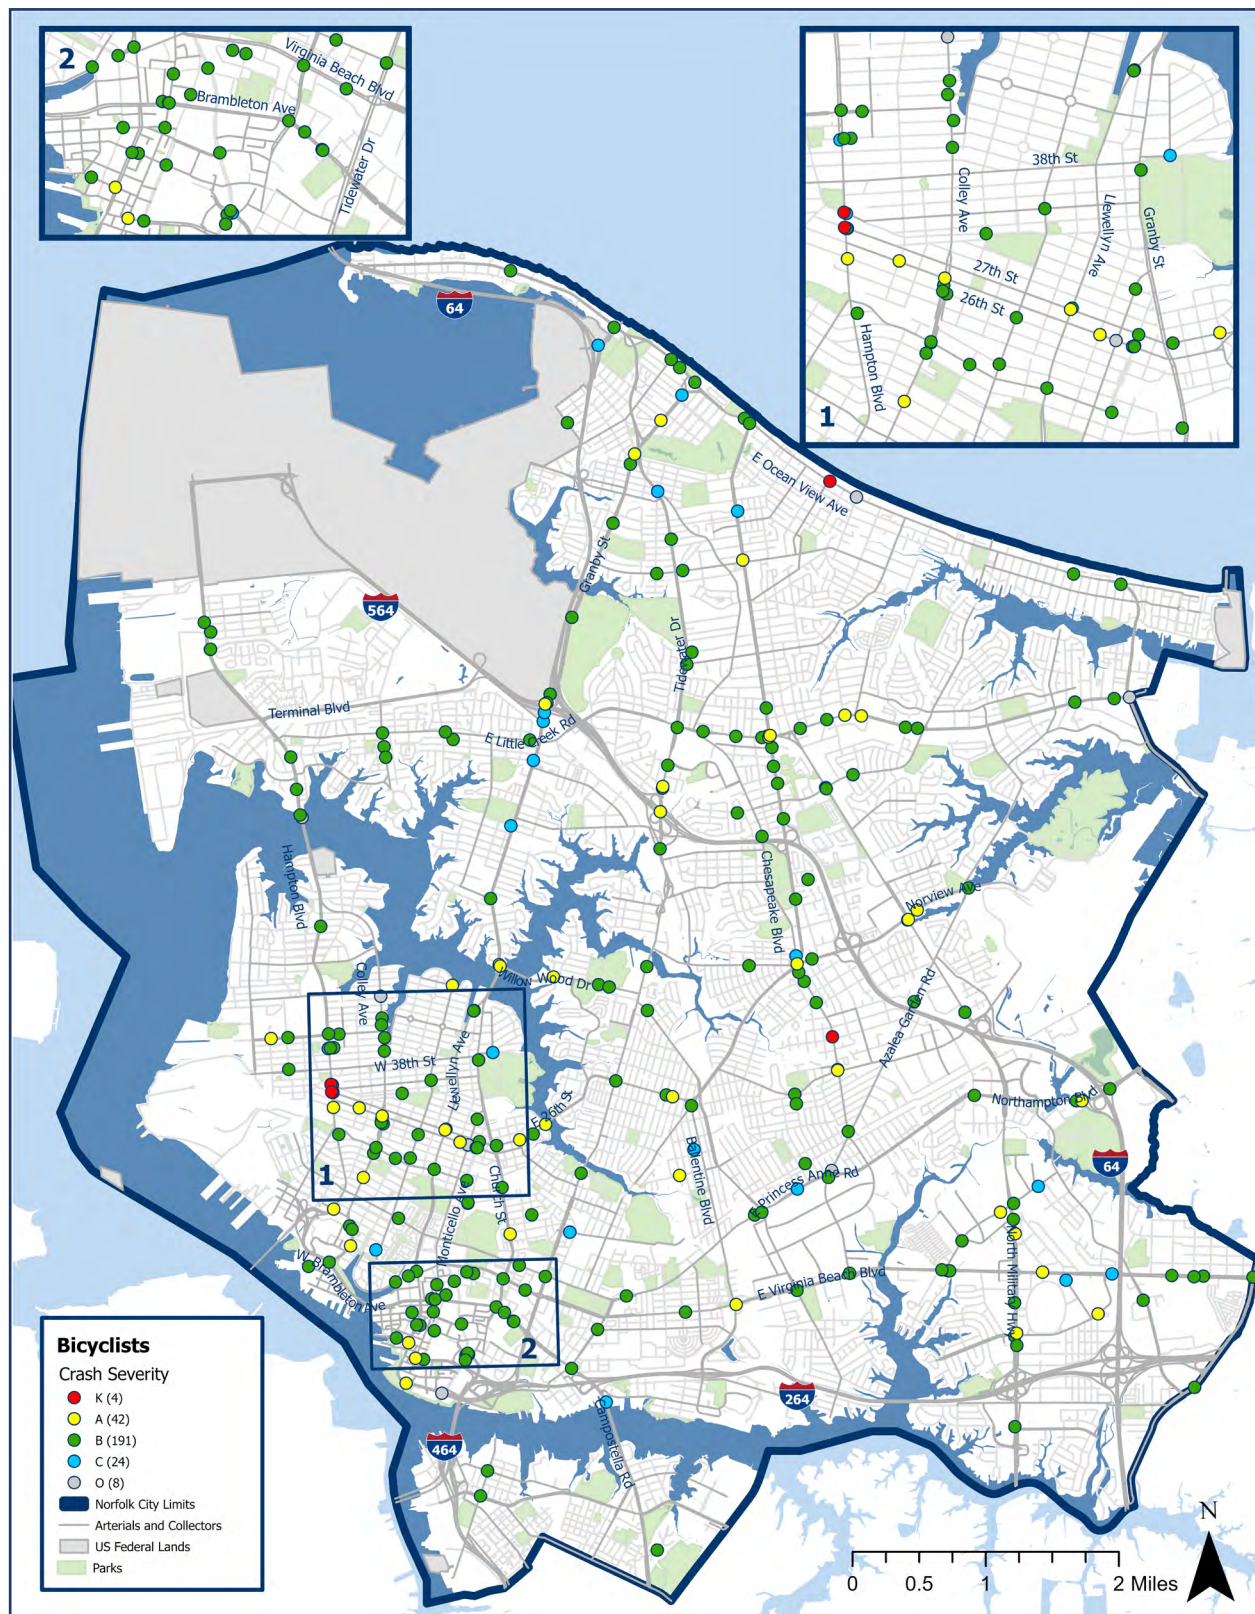 2
Virginia Beach Blvd
Brambleton Ave
Tidewater Dr
38th St
Colley Ave
Llewellyn Ave
Granby St
27th St
26th St
Hampton Blvd
1
64
E Ocean View Ave
Granby St
564
Tidewater Dr
Terminal Blvd
E Little Creek Rd
Hampton Blvd
Chesapeake Blvd
Norview Ave
Colley Ave
Willow Wood Dr
Azalea Garden Rd
W 38th St
Llewellyn Ave
E 26th St
Northampton Blvd
Ballentine Blvd
64
1
Church St
E Princess Anne Rd
Monticello Ave
North Military Hwy
W Brambleton Ave
E Virginia Beach Blvd
2
264
Campostella Rd
464
Bicyclists
Crash Severity
K (4)
A (42)
B (191)
C (24)
O (8)
Norfolk City Limits
Arterials and Collectors
US Federal Lands
Parks
N
0 0.5 1 2 Miles